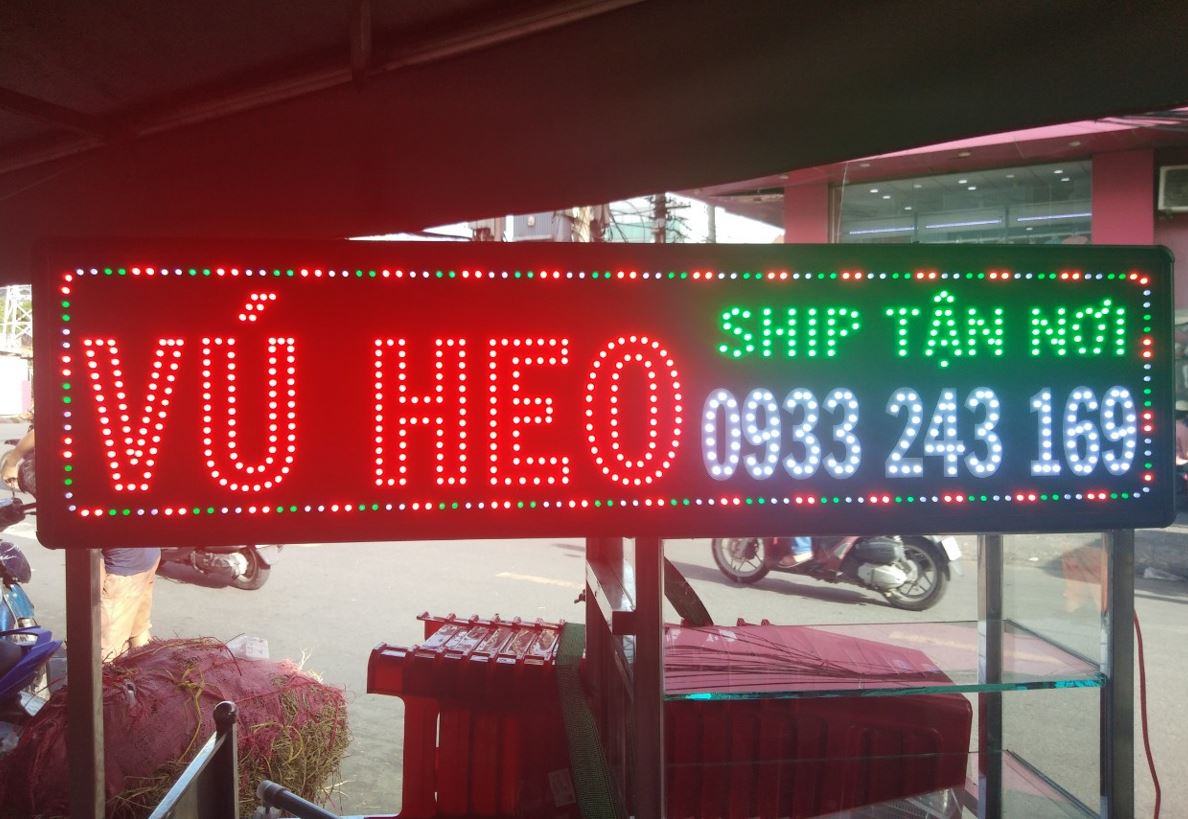 VÚ HEO
SHIP TẬN NƠI
0933 243 169